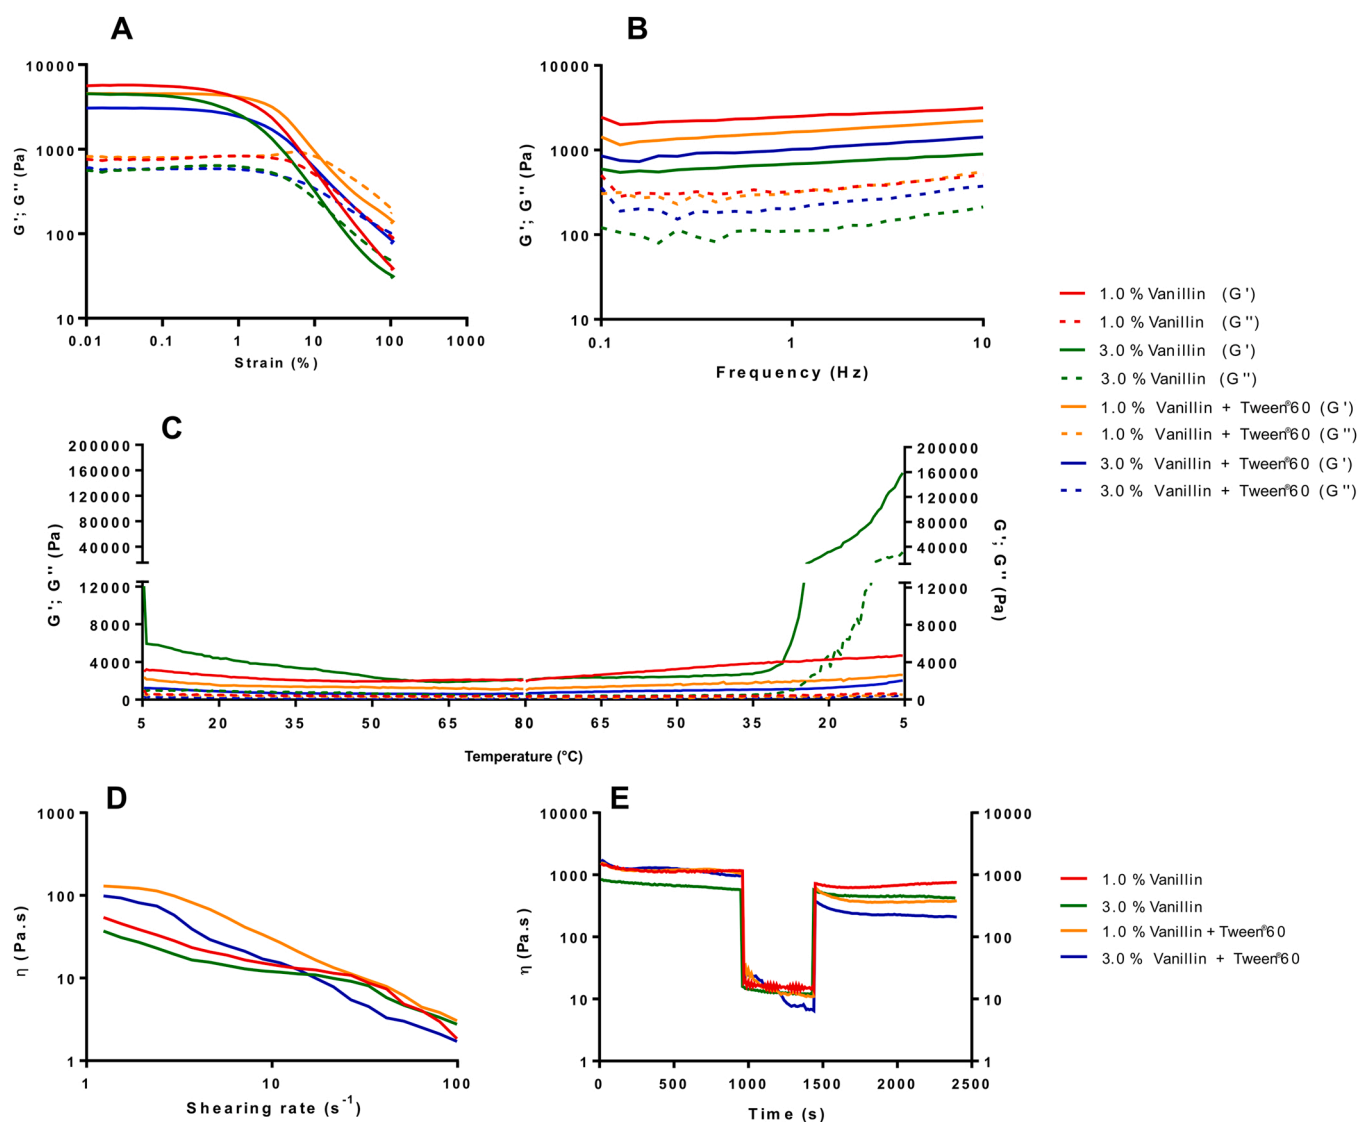 A
B
10000
1000
100
10
G'; G'' (Pa)
0.01 0.1 1 10 100 1000
Strain (%)
10000
1000
100
10
G'; G'' (Pa)
0.1 1 10
Frequency (Hz)
1.0 % Vanillin (G')
1.0 % Vanillin (G'')
3.0 % Vanillin (G')
3.0 % Vanillin (G'')
1.0 % Vanillin + Tween®60 (G')
1.0 % Vanillin + Tween®60 (G'')
3.0 % Vanillin + Tween®60 (G')
3.0 % Vanillin + Tween®60 (G'')
C
200000
160000
120000
80000
40000
12000
8000
4000
0
G'; G'' (Pa)
200000
160000
120000
80000
40000
12000
8000
4000
0
G'; G'' (Pa)
5 20 35 50 65 80 65 50 35 20 5
Temperature (°C)
D
E
1000
100
10
1
η (Pa.s)
1 10 100
Shearing rate (s-1)
10000
1000
100
10
1
η (Pa.s)
10000
1000
100
10
1
0 500 1000 1500 2000 2500
Time (s)
1.0 % Vanillin
3.0 % Vanillin
1.0 % Vanillin + Tween®60
3.0 % Vanillin + Tween®60